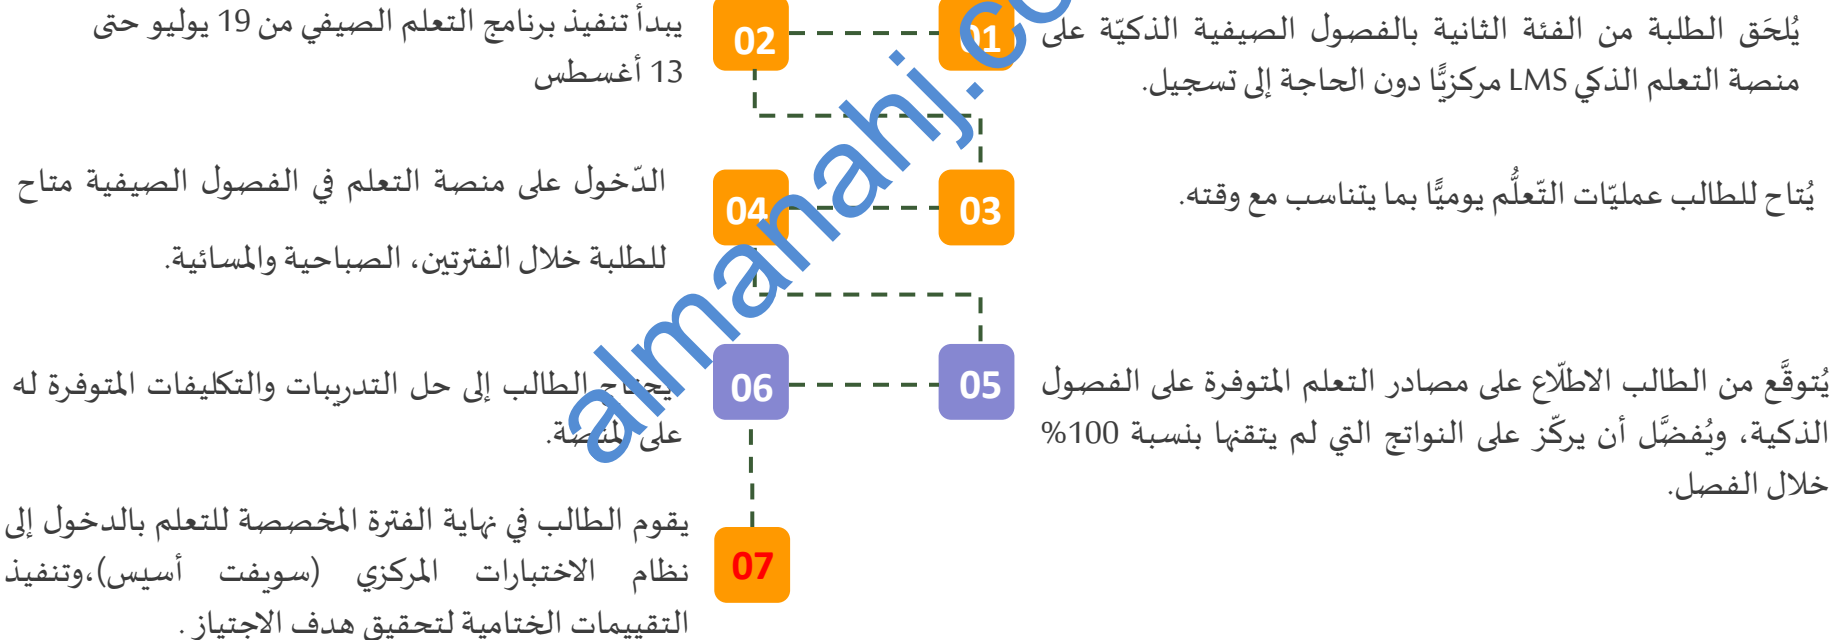 01
يُلحَق الطلبة من الفئة الثانية بالفصول الصيفية الذكيّة على
منصة التعلم الذكي LMS مركزيًّا دون الحاجة إلى تسجيل.
02
يبدأ تنفيذ برنامج التعلم الصيفي من 19 يوليو حتى
13 أغسطس
03
يُتاح للطالب عمليّات التّعلُّم يوميًّا بما يتناسب مع وقته.
04
الدّخول على منصة التعلم في الفصول الصيفية متاح
للطلبة خلال الفترتين، الصباحية والمسائية.
05
يُتوقَّع من الطالب الاطلّاع على مصادر التعلم المتوفرة على الفصول
الذكية، ويُفضَّل أن يركّز على النواتج التي لم يتقنها بنسبة 100%
خلال الفصل.
06
يحتاج الطالب إلى حل التدريبات والتكليفات المتوفرة له
على المنصة.
07
يقوم الطالب في نهاية الفترة المخصصة للتعلم بالدخول إلى
نظام الاختبارات المركزي (سويفت أسيس)،وتنفيذ
التقييمات الختامية لتحقيق هدف الاجتياز .
almanahj.co